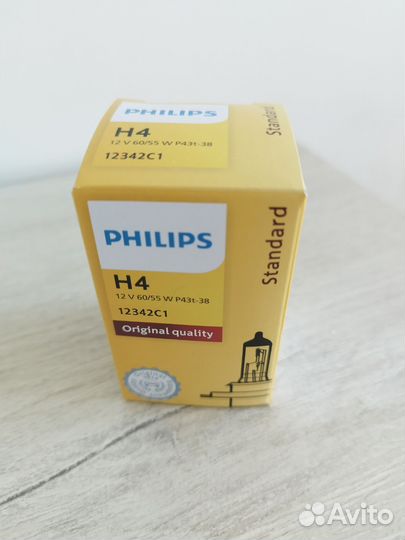 PHILIPS
H4
12 V 60/55 W P43t-38
12342C1
PHILIPS
H4
12 V 60/55 W P43t-38
12342C1
Original quality
Standard
Avito